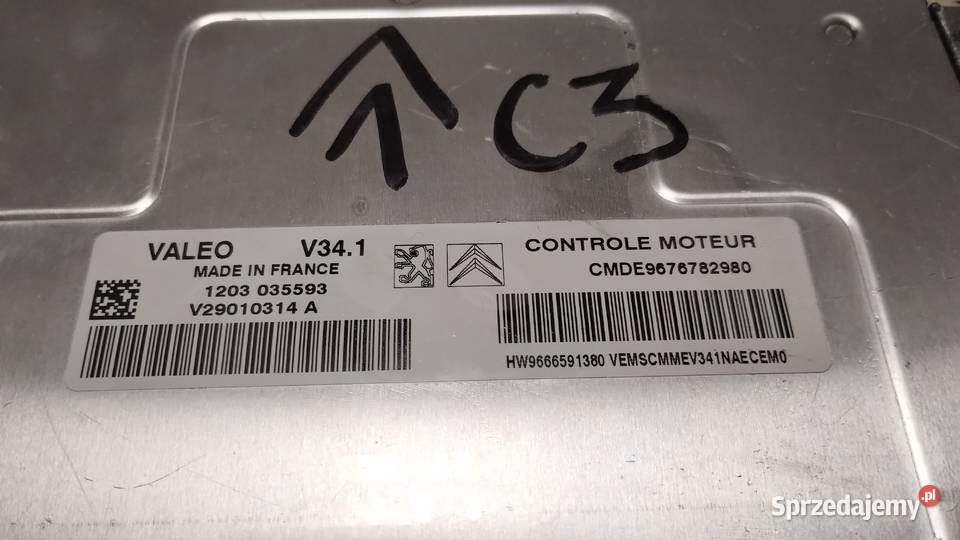 C3
VALEO V34.1
MADE IN FRANCE
1203 035593
V29010314 A
CONTROLE MOTEUR
CMDE9676782980
HW9666591380 VEMSCMMEV341NAECEM0
Sprzedajemy.pl